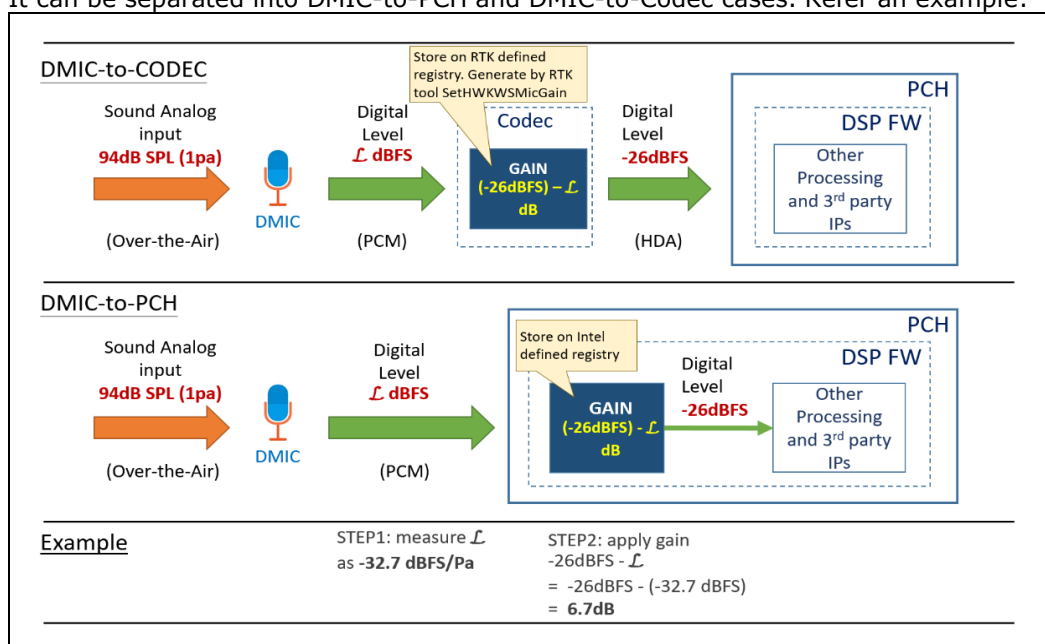 It can be separated into DMIC-to-PCH and DMIC-to-Codec cases. Refer an example:
DMIC-to-CODEC
Sound Analog
input
94dB SPL (1pa)
(Over-the-Air)
DMIC
Digital
Level
ℒ dBFS
(PCM)
Store on RTK defined
registry. Generate by RTK
tool SetHWKWSMicGain
Codec
GAIN
(-26dBFS) – ℒ
dB
Digital
Level
-26dBFS
(HDA)
PCH
DSP FW
Other
Processing
and 3rd party
IPs
DMIC-to-PCH
Sound Analog
input
94dB SPL (1pa)
(Over-the-Air)
DMIC
Digital
Level
ℒ dBFS
(PCM)
Store on Intel
defined registry
GAIN
(-26dBFS) - ℒ
dB
Digital
Level
-26dBFS
PCH
DSP FW
Other
Processing
and 3rd party
IPs
Example
STEP1: measure ℒ
as -32.7 dBFS/Pa
STEP2: apply gain
-26dBFS - ℒ
= -26dBFS - (-32.7 dBFS)
= 6.7dB